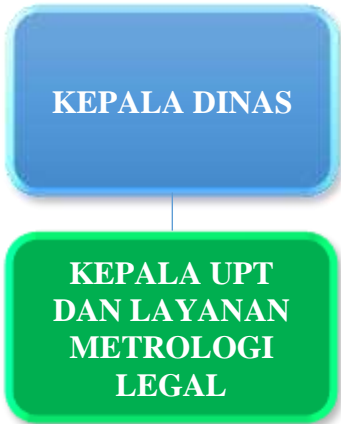 KEPALA DINAS
KEPALA UPT
DAN LAYANAN
METROLOGI
LEGAL